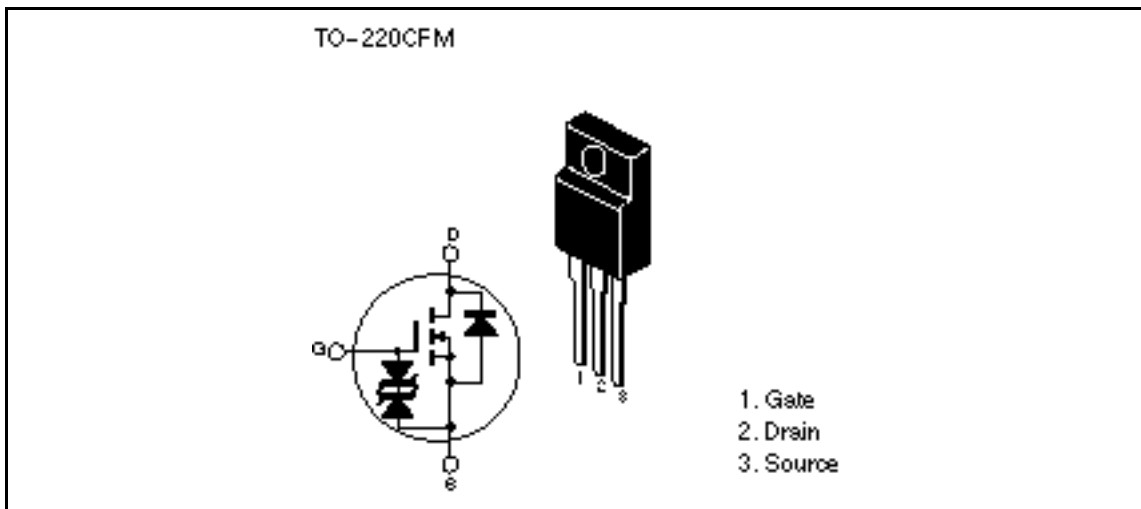 TO-220CFM
D
G
1 2 3
S
1. Gate
2. Drain
3. Source